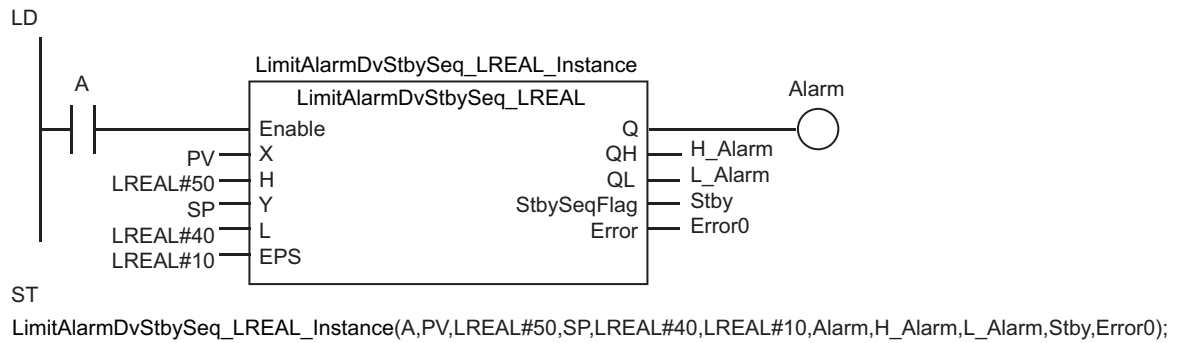 LD
LimitAlarmDvStbySeq_LREAL_Instance
A
LimitAlarmDvStbySeq_LREAL
Alarm
Enable
Q
PV
X
QH
H_Alarm
LREAL#50
H
QL
L_Alarm
SP
Y
StbySeqFlag
Stby
LREAL#40
L
Error
Error0
LREAL#10
EPS
ST
LimitAlarmDvStbySeq_LREAL_Instance(A,PV,LREAL#50,SP,LREAL#40,LREAL#10,Alarm,H_Alarm,L_Alarm,Stby,Error0);